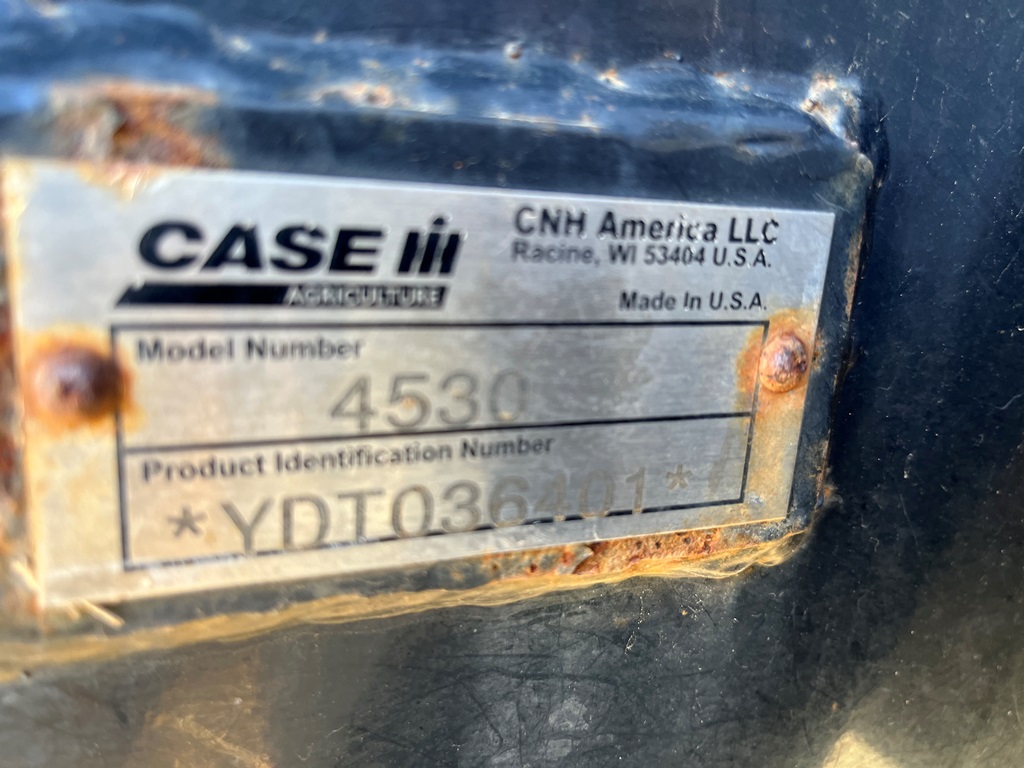 CASE IH
AGRICULTURE
CNH America LLC
Racine, WI 53404 U.S.A.
Made In U.S.A.
Model Number
4530
Product Identification Number
*YDT036401*